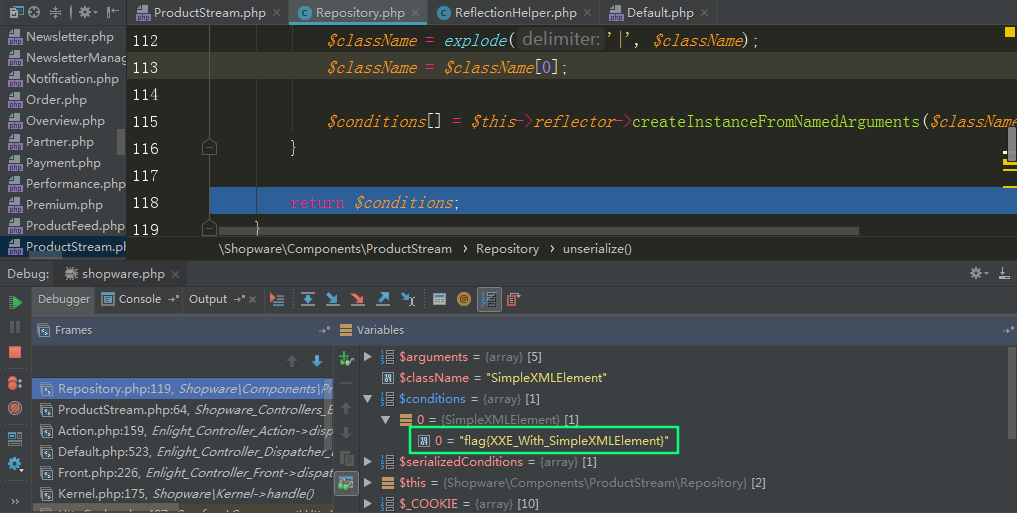 ProductStream.php × Repository.php × ReflectionHelper.php × Default.php ×
Newsletter.php
NewsletterManag
Notification.php
Order.php
Overview.php
Partner.php
Payment.php
Performance.php
Premium.php
ProductFeed.php
ProductStream.ph
112 $className = explode( delimiter: '|', $className);
113 $className = $className[0];
114
115 $conditions[] = $this->reflector->createInstanceFromNamedArguments($className
116 }
117
118 return $conditions;
119 }
\Shopware\Components\ProductStream › Repository › unserialize()
Debug: shopware.php ×
Debugger Console Output
Frames
Repository.php:119, Shopware\Components\Pr
ProductStream.php:64, Shopware_Controllers_B
Action.php:159, Enlight_Controller_Action->disp
Default.php:523, Enlight_Controller_Dispatcher_
Front.php:226, Enlight_Controller_Front->dispat
Kernel.php:175, Shopware\Kernel->handle()
Variables
$arguments = {array} [5]
$className = "SimpleXMLElement"
$conditions = {array} [1]
0 = {SimpleXMLElement} [1]
0 = "flag{XXE_With_SimpleXMLElement}"
$serializedConditions = {array} [1]
$this = {Shopware\Components\ProductStream\Repository} [2]
$_COOKIE = {array} [10]